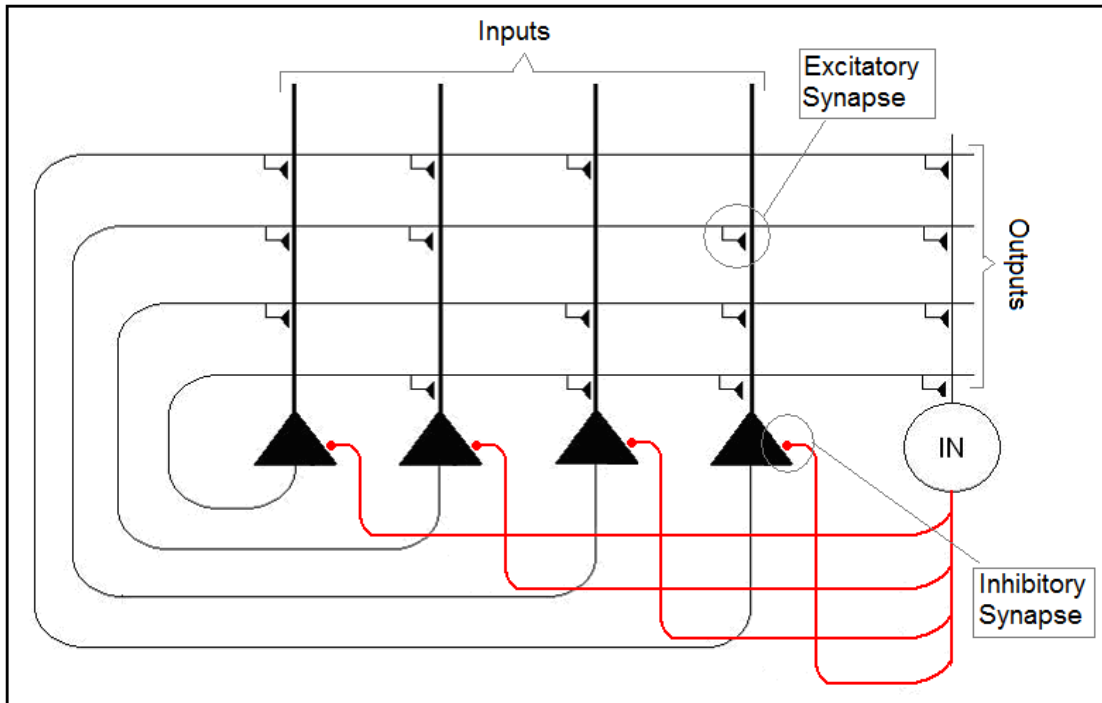 Inputs
Excitatory
Synapse
Outputs
IN
Inhibitory
Synapse